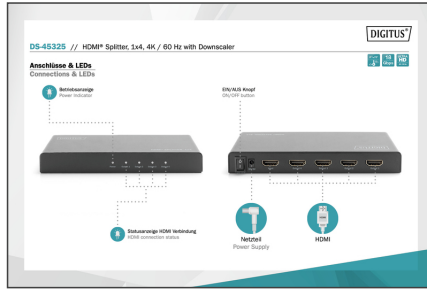 DIGITUS®
DS-45325 // HDMI® Splitter, 1x4, 4K / 60 Hz with Downscaler
Anschlüsse & LEDs
Connections & LEDs
Betriebsanzeige
Power Indicator
EIN/AUS Knopf
ON/OFF button
Statusanzeige HDMI Verbindung
HDMI connection status
Netzteil
Power Supply
HDMI